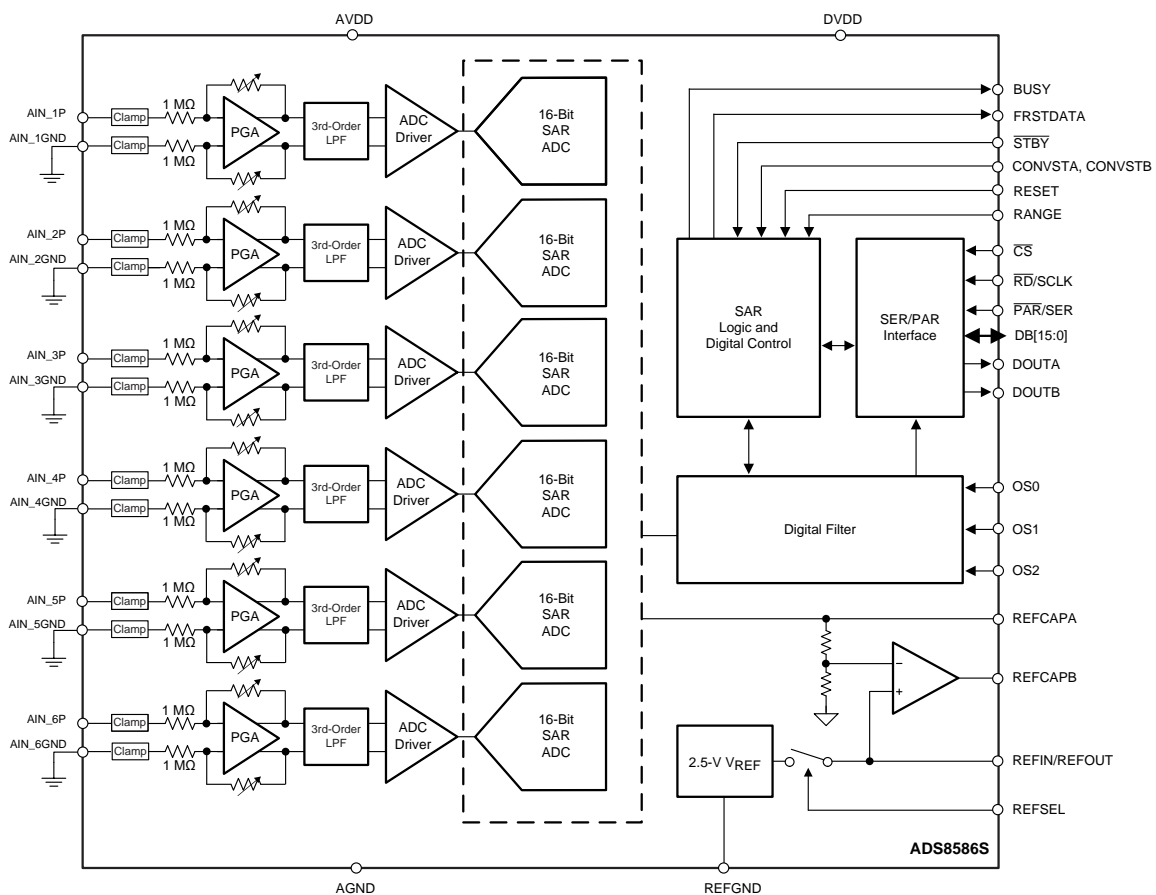 AVDD
DVDD
AIN_1P
Clamp
1 MΩ
PGA
3rd-Order
LPF
ADC
Driver
16-Bit
SAR
ADC
AIN_1GND
Clamp
1 MΩ
AIN_2P
Clamp
1 MΩ
PGA
3rd-Order
LPF
ADC
Driver
16-Bit
SAR
ADC
AIN_2GND
Clamp
1 MΩ
AIN_3P
Clamp
1 MΩ
PGA
3rd-Order
LPF
ADC
Driver
16-Bit
SAR
ADC
AIN_3GND
Clamp
1 MΩ
AIN_4P
Clamp
1 MΩ
PGA
3rd-Order
LPF
ADC
Driver
16-Bit
SAR
ADC
AIN_4GND
Clamp
1 MΩ
AIN_5P
Clamp
1 MΩ
PGA
3rd-Order
LPF
ADC
Driver
16-Bit
SAR
ADC
AIN_5GND
Clamp
1 MΩ
AIN_6P
Clamp
1 MΩ
PGA
3rd-Order
LPF
ADC
Driver
16-Bit
SAR
ADC
AIN_6GND
Clamp
1 MΩ
BUSY
FRSTDATA
STBY
CONVSTA, CONVSTB
RESET
RANGE
SAR
Logic and
Digital Control
SER/PAR
Interface
CS
RD/SCLK
PAR/SER
DB[15:0]
DOUTA
DOUTB
Digital Filter
OS0
OS1
OS2
REFCAPA
−
+
REFCAPB
2.5-V VREF
REFIN/REFOUT
REFSEL
ADS8586S
AGND
REFGND